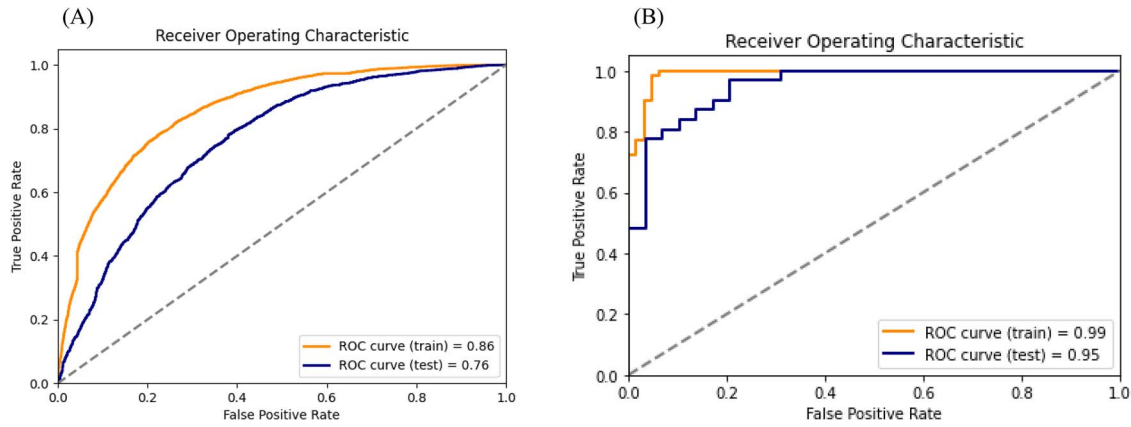 (A)
Receiver Operating Characteristic
True Positive Rate
1.0
0.8
0.6
0.4
0.2
0.0
ROC curve (train) = 0.86
ROC curve (test) = 0.76
0.0 0.2 0.4 0.6 0.8 1.0
False Positive Rate
(B)
Receiver Operating Characteristic
True Positive Rate
1.0
0.8
0.6
0.4
0.2
0.0
ROC curve (train) = 0.99
ROC curve (test) = 0.95
0.0 0.2 0.4 0.6 0.8 1.0
False Positive Rate